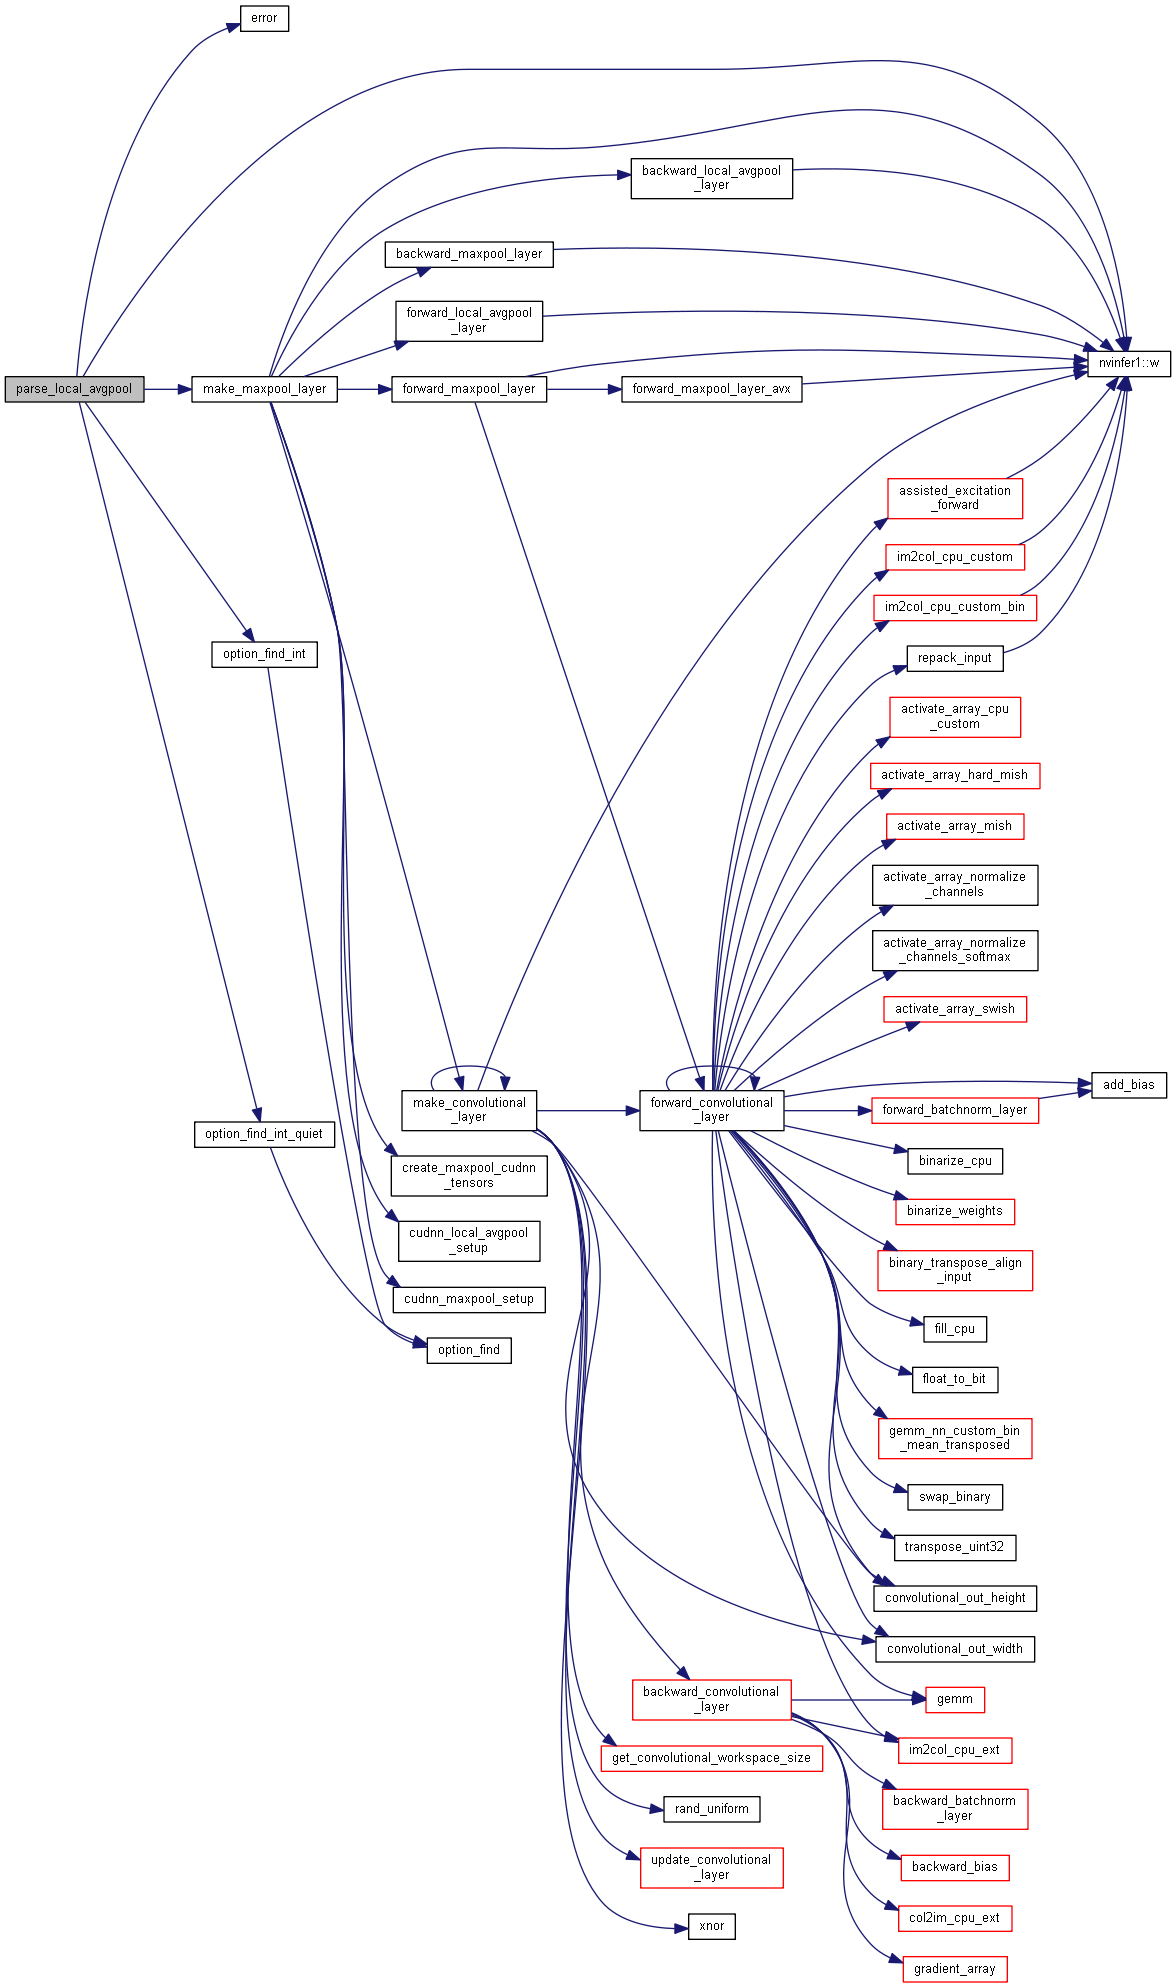 error
backward_local_avgpool
_layer
backward_maxpool_layer
forward_local_avgpool
_layer
nvinfer1::w
parse_local_avgpool
make_maxpool_layer
forward_maxpool_layer
forward_maxpool_layer_avx
assisted_excitation
_forward
im2col_cpu_custom
im2col_cpu_custom_bin
option_find_int
repack_input
activate_array_cpu
_custom
activate_array_hard_mish
activate_array_mish
activate_array_normalize
_channels
activate_array_normalize
_channels_softmax
activate_array_swish
add_bias
make_convolutional
_layer
forward_convolutional
_layer
forward_batchnorm_layer
option_find_int_quiet
binarize_cpu
create_maxpool_cudnn
_tensors
binarize_weights
cudnn_local_avgpool
_setup
binary_transpose_align
_input
cudnn_maxpool_setup
fill_cpu
option_find
float_to_bit
gemm_nn_custom_bin
_mean_transposed
swap_binary
transpose_uint32
convolutional_out_height
convolutional_out_width
backward_convolutional
_layer
gemm
get_convolutional_workspace_size
im2col_cpu_ext
rand_uniform
backward_batchnorm
_layer
update_convolutional
_layer
backward_bias
xnor
col2im_cpu_ext
gradient_array